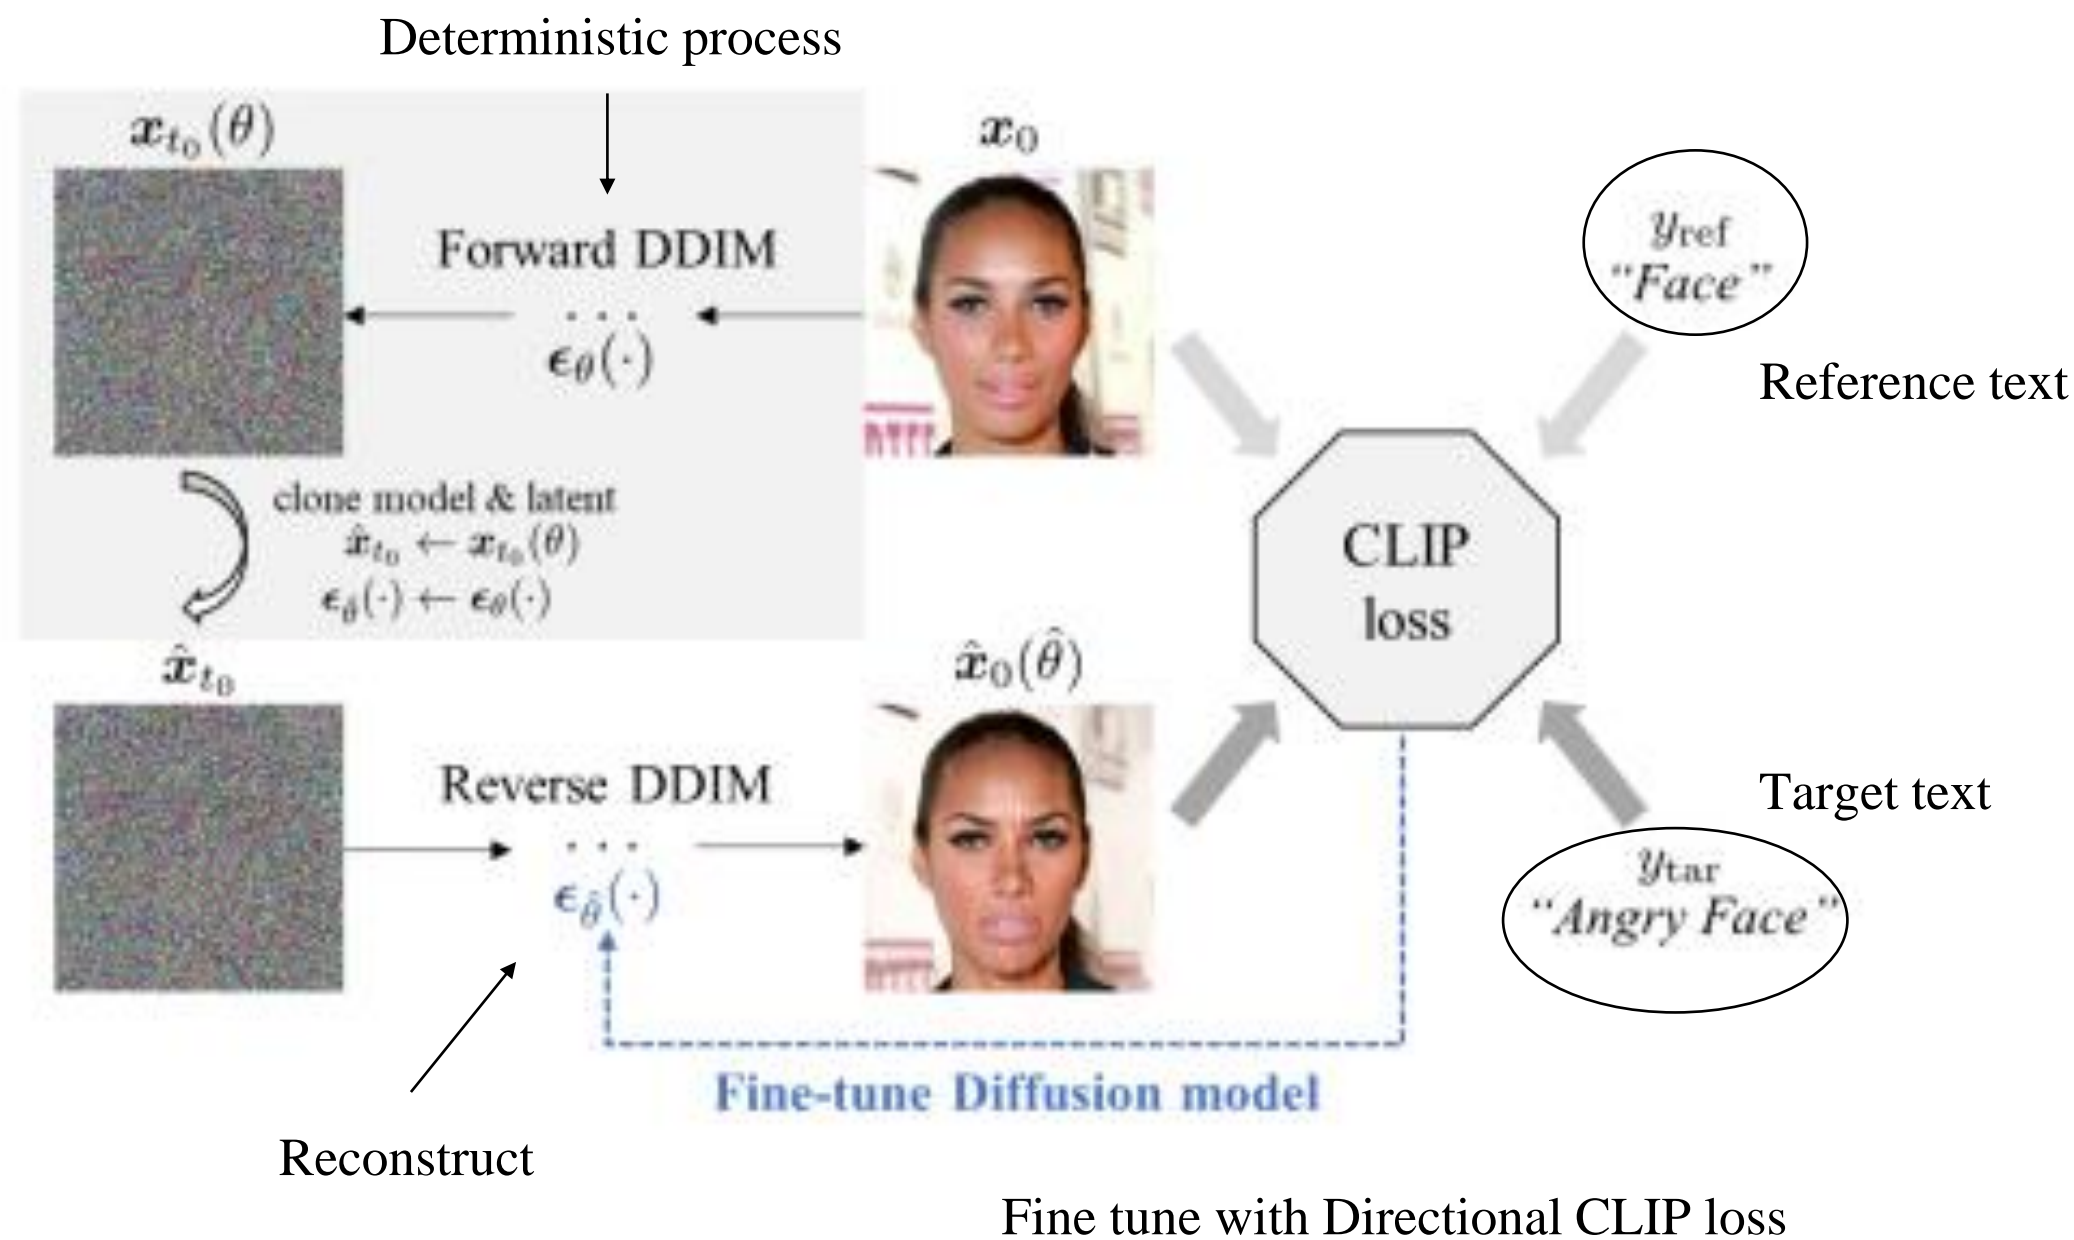 Deterministic process
x_{t_0}(θ)
x_0
Forward DDIM
· · ·
ϵ_θ(·)
y_ref
“Face”
Reference text
clone model & latent
x̂_{t_0} ← x_{t_0}(θ)
ϵ_θ̂(·) ← ϵ_θ(·)
CLIP
loss
x̂_{t_0}
x̂_0(θ̂)
Reverse DDIM
· · ·
ϵ_θ̂(·)
Target text
y_tar
“Angry Face”
Fine-tune Diffusion model
Reconstruct
Fine tune with Directional CLIP loss